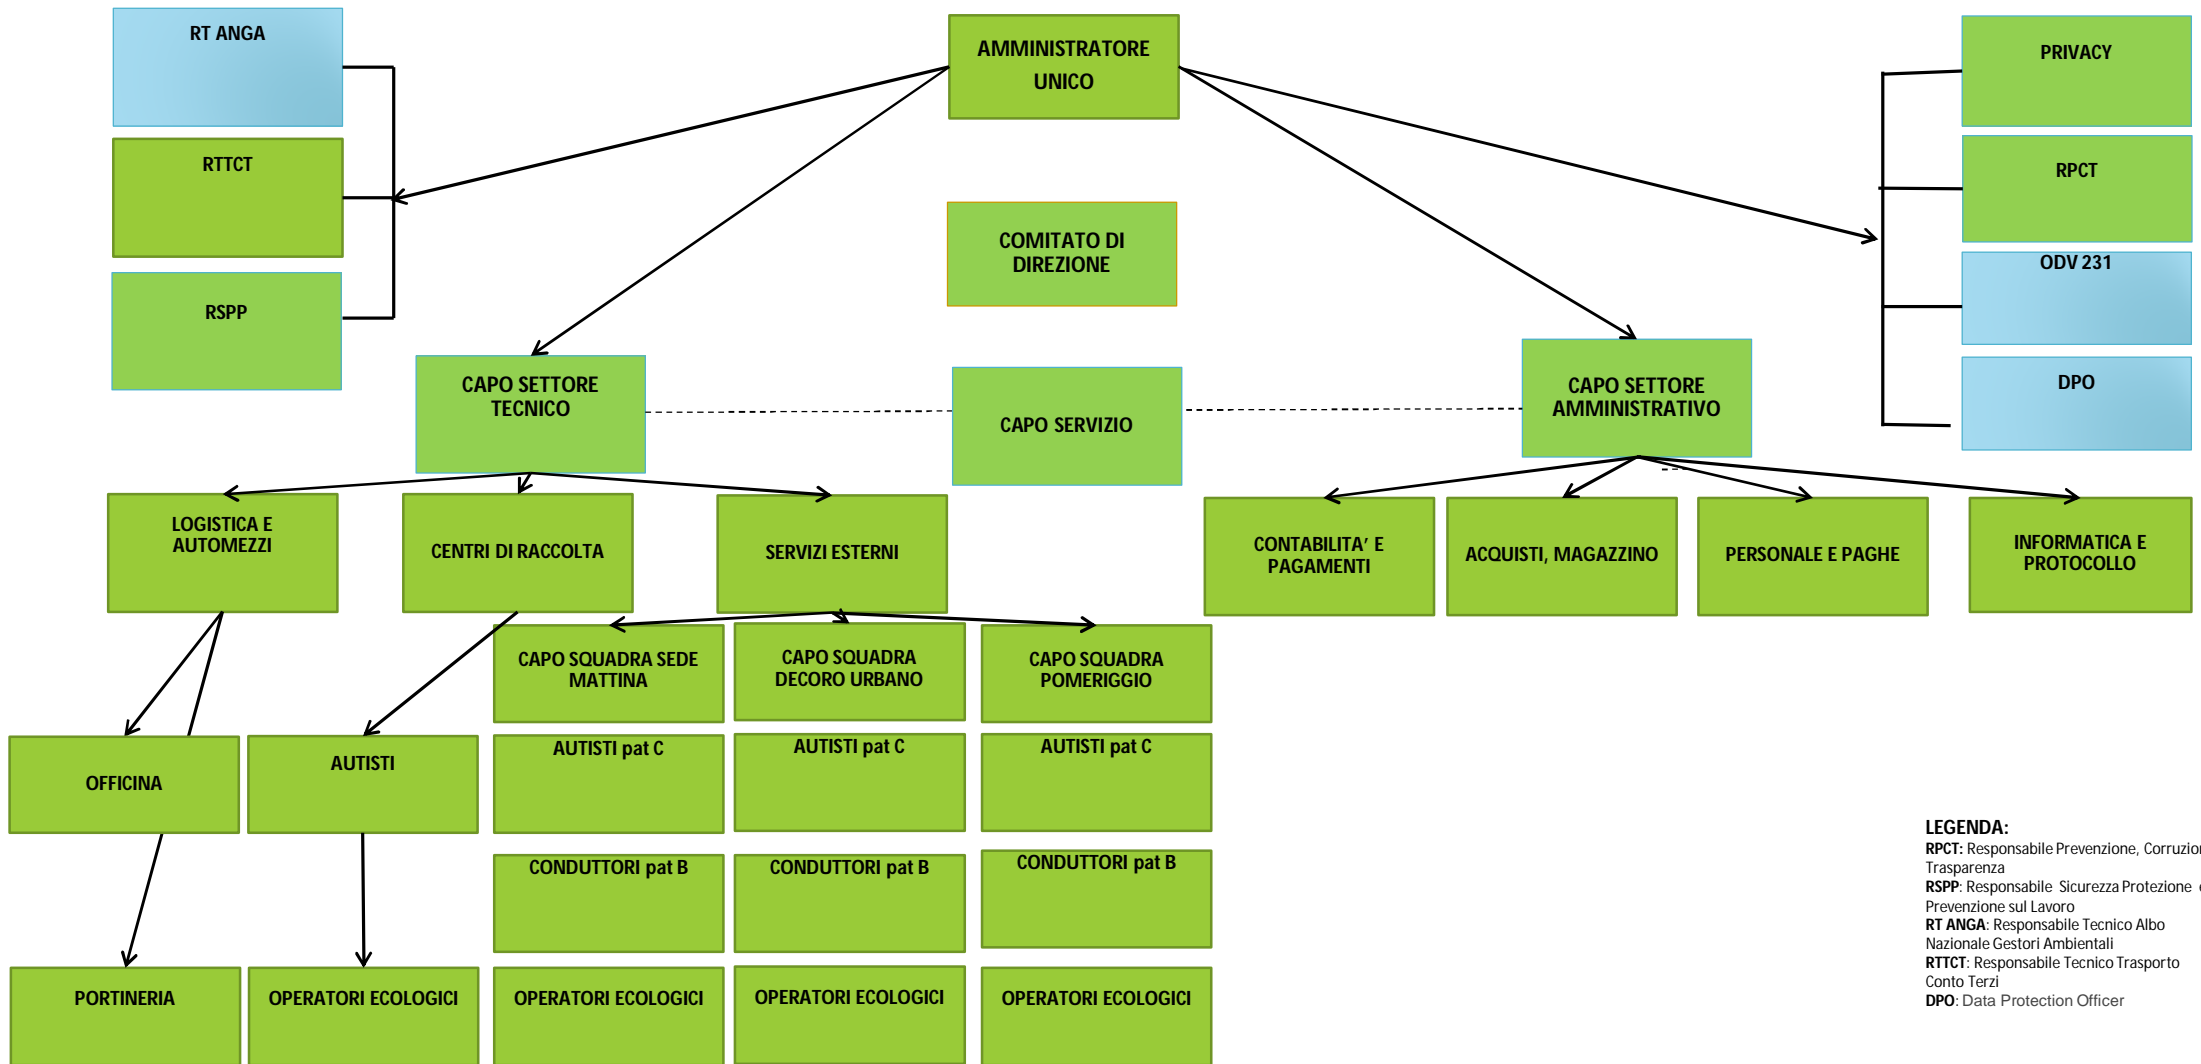 RT ANGA
AMMINISTRATORE
UNICO
PRIVACY
RTTCT
RPCT
COMITATO DI
DIREZIONE
ODV 231
RSPP
DPO
CAPO SETTORE
TECNICO
CAPO SERVIZIO
CAPO SETTORE
AMMINISTRATIVO
LOGISTICA E
AUTOMEZZI
CENTRI DI RACCOLTA
SERVIZI ESTERNI
CONTABILITA’ E
PAGAMENTI
ACQUISTI, MAGAZZINO
PERSONALE E PAGHE
INFORMATICA E
PROTOCOLLO
CAPO SQUADRA SEDE
MATTINA
CAPO SQUADRA
DECORO URBANO
CAPO SQUADRA
POMERIGGIO
OFFICINA
AUTISTI
AUTISTI pat C
AUTISTI pat C
AUTISTI pat C
CONDUTTORI pat B
CONDUTTORI pat B
CONDUTTORI pat B
PORTINERIA
OPERATORI ECOLOGICI
OPERATORI ECOLOGICI
OPERATORI ECOLOGICI
OPERATORI ECOLOGICI
LEGENDA:
RPCT: Responsabile Prevenzione, Corruzion
Trasparenza
RSPP: Responsabile Sicurezza Protezione
Prevenzione sul Lavoro
RT ANGA: Responsabile Tecnico Albo
Nazionale Gestori Ambientali
RTTCT: Responsabile Tecnico Trasporto
Conto Terzi
DPO: Data Protection Officer